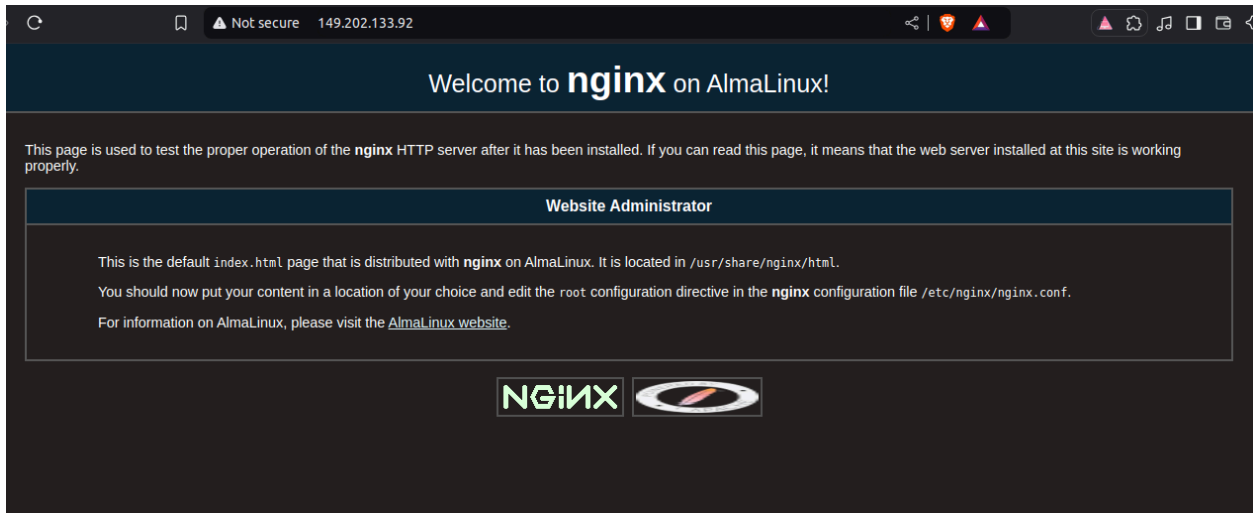 Not secure 149.202.133.92
Welcome to nginx on AlmaLinux!
This page is used to test the proper operation of the nginx HTTP server after it has been installed. If you can read this page, it means that the web server installed at this site is working
properly.
Website Administrator
This is the default index.html page that is distributed with nginx on AlmaLinux. It is located in /usr/share/nginx/html.
You should now put your content in a location of your choice and edit the root configuration directive in the nginx configuration file /etc/nginx/nginx.conf.
For information on AlmaLinux, please visit the AlmaLinux website.
NGINX